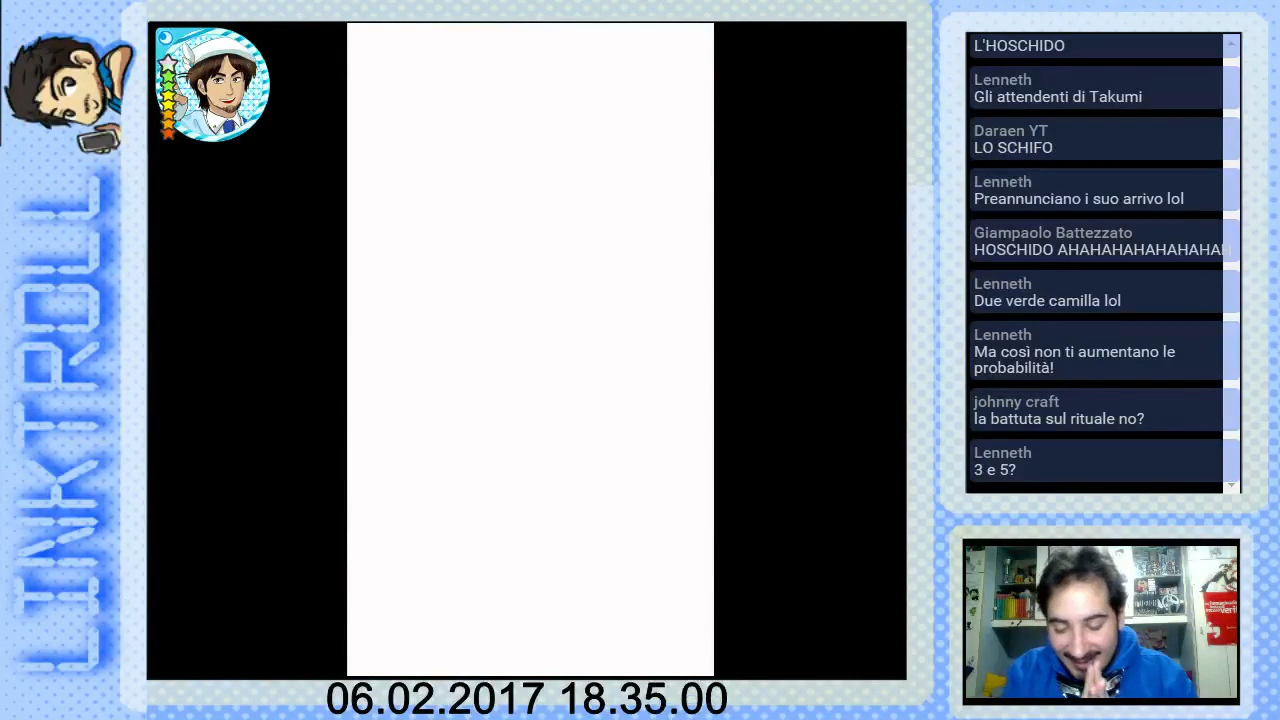 LINKTROLL
L'HOSCHIDO
Lenneth
Gli attendenti di Takumi
Daraen YT
LO SCHIFO
Lenneth
Preannunciano i suo arrivo lol
Giampaolo Battezzato
HOSCHIDO AHAHAHAHAHAHAHAH
Lenneth
Due verde camilla lol
Lenneth
Ma così non ti aumentano le
probabilità!
johnny craft
la battuta sul rituale no?
Lenneth
3 e 5?
06.02.2017 18.35.00